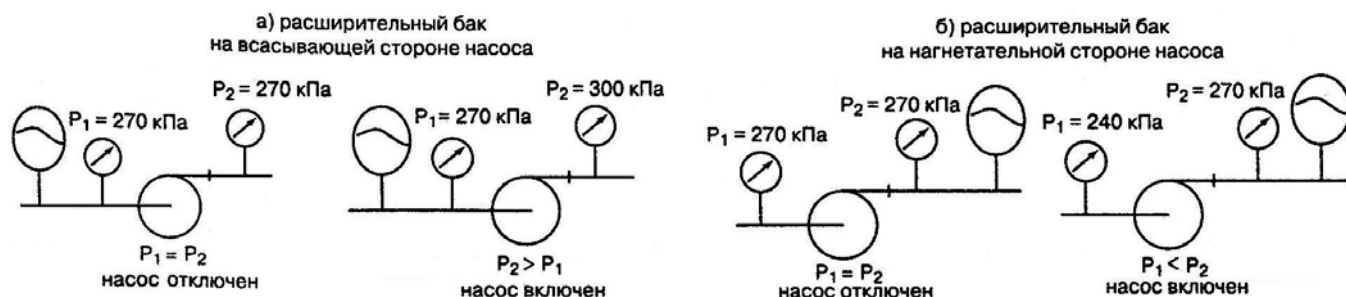 а) расширительный бак
на всасывающей стороне насоса
P₁ = 270 кПа
P₂ = 270 кПа
P₁ = P₂
насос отключен
P₁ = 270 кПа
P₂ = 300 кПа
P₂ > P₁
насос включен
б) расширительный бак
на нагнетательной стороне насоса
P₁ = 270 кПа
P₂ = 270 кПа
P₁ = P₂
насос отключен
P₁ = 240 кПа
P₂ = 270 кПа
P₁ < P₂
насос включен